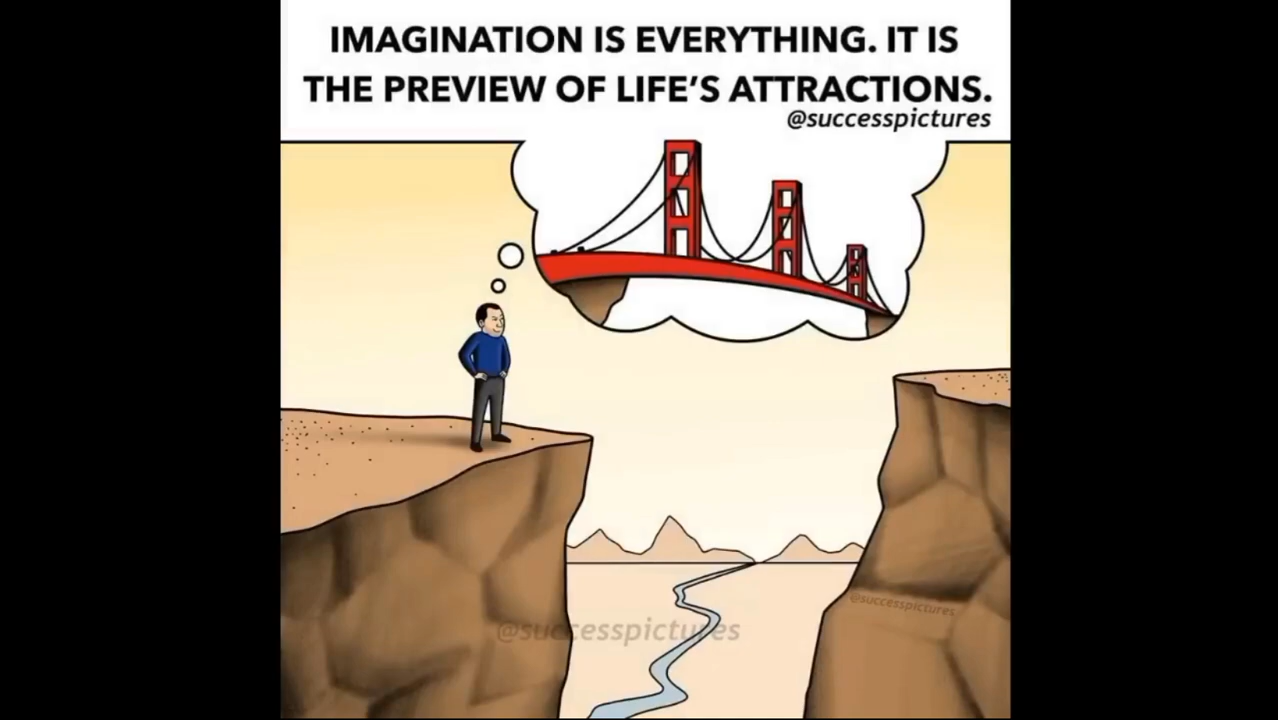 IMAGINATION IS EVERYTHING. IT IS
THE PREVIEW OF LIFE'S ATTRACTIONS.
@successpictures
@successpictures
@successpictures